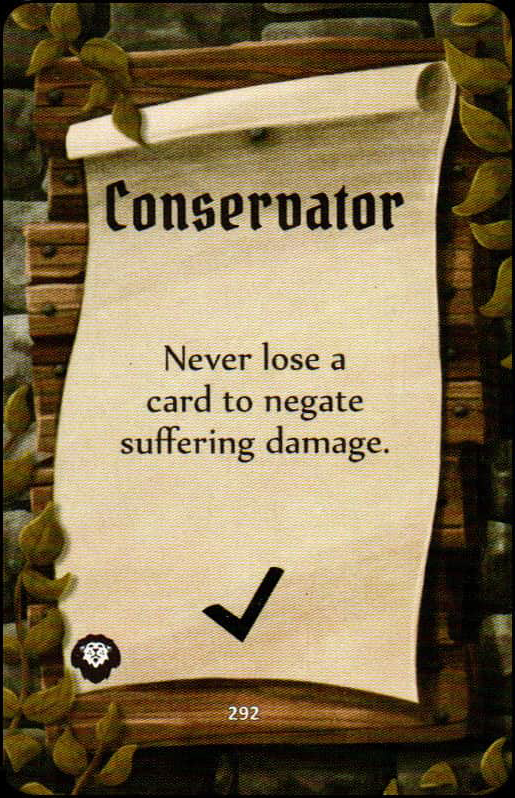 Conservator
Never lose a
card to negate
suffering damage.
292